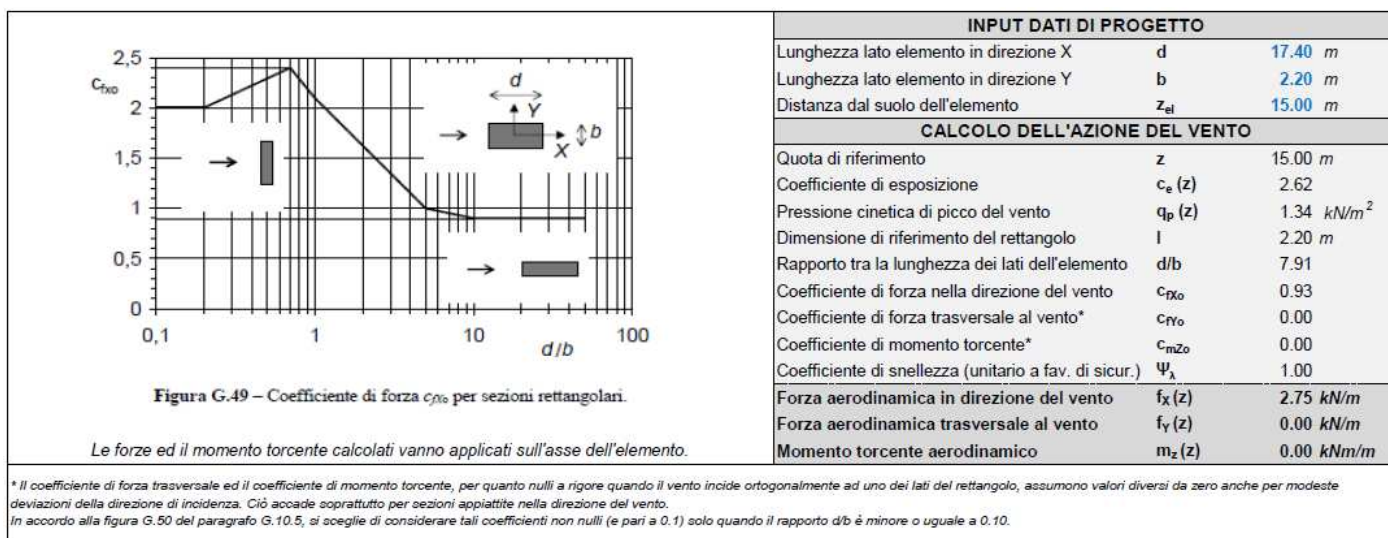 2,5
c_fxo
2
1,5
1
0,5
0
0,1
1
10
100
d/b
d
Y
b
X
Figura G.49 – Coefficiente di forza c_fXo per sezioni rettangolari.
Le forze ed il momento torcente calcolati vanno applicati sull'asse dell'elemento.
INPUT DATI DI PROGETTO
Lunghezza lato elemento in direzione X d 17.40 m
Lunghezza lato elemento in direzione Y b 2.20 m
Distanza dal suolo dell'elemento z_el 15.00 m
CALCOLO DELL'AZIONE DEL VENTO
Quota di riferimento z 15.00 m
Coefficiente di esposizione c_e (z) 2.62
Pressione cinetica di picco del vento q_p (z) 1.34 kN/m²
Dimensione di riferimento del rettangolo l 2.20 m
Rapporto tra la lunghezza dei lati dell'elemento d/b 7.91
Coefficiente di forza nella direzione del vento c_fXo 0.93
Coefficiente di forza trasversale al vento* c_fYo 0.00
Coefficiente di momento torcente* c_mZo 0.00
Coefficiente di snellezza (unitario a fav. di sicur.) Ψ_λ 1.00
Forza aerodinamica in direzione del vento f_X (z) 2.75 kN/m
Forza aerodinamica trasversale al vento f_Y (z) 0.00 kN/m
Momento torcente aerodinamico m_z (z) 0.00 kNm/m
* Il coefficiente di forza trasversale ed il coefficiente di momento torcente, per quanto nulli a rigore quando il vento incide ortogonalmente ad uno dei lati del rettangolo, assumono valori diversi da zero anche per modeste
deviazioni della direzione di incidenza. Ciò accade soprattutto per sezioni appiattite nella direzione del vento.
In accordo alla figura G.50 del paragrafo G.10.5, si sceglie di considerare tali coefficienti non nulli (e pari a 0.1) solo quando il rapporto d/b è minore o uguale a 0.10.